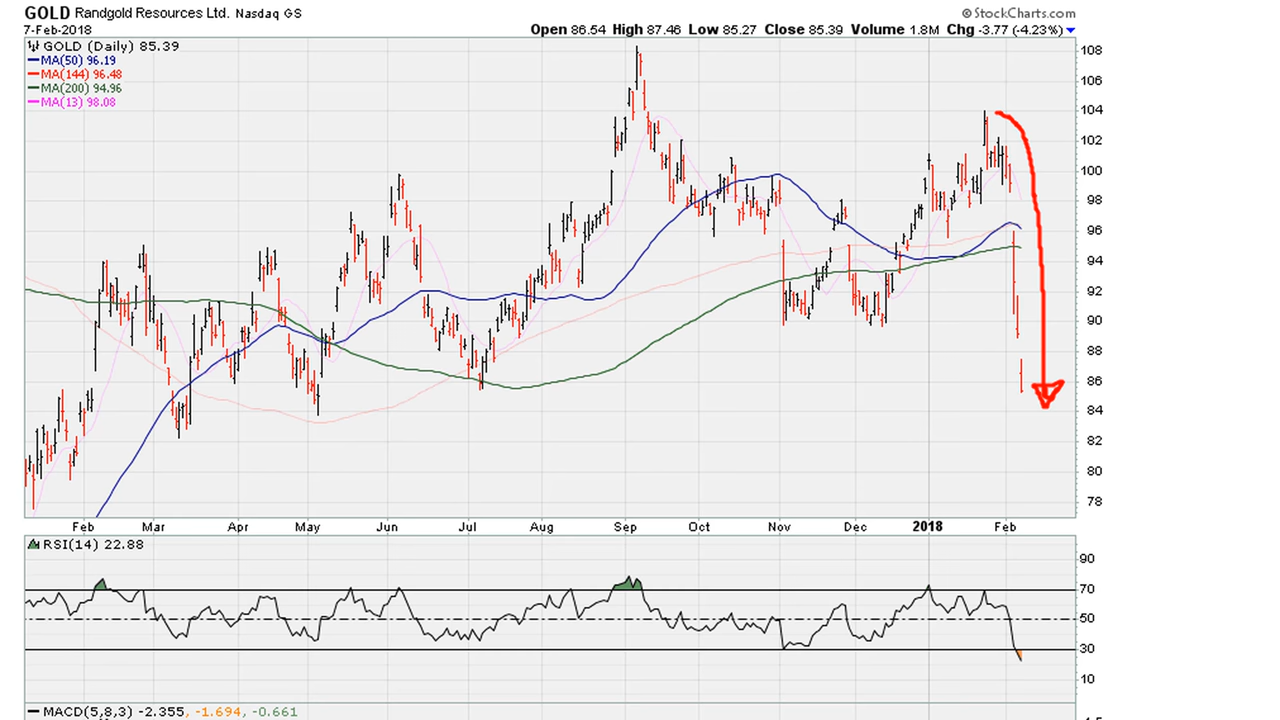 GOLD Randgold Resources Ltd. Nasdaq GS
© StockCharts.com
7-Feb-2018
Open 86.54 High 87.46 Low 85.27 Close 85.39 Volume 1.8M Chg -3.77 (-4.23%)
GOLD (Daily) 85.39
MA(50) 96.19
MA(144) 96.48
MA(200) 94.96
MA(13) 98.08
108
106
104
102
100
98
96
94
92
90
88
86
84
82
80
78
Feb Mar Apr May Jun Jul Aug Sep Oct Nov Dec 2018 Feb
RSI(14) 22.88
90
70
50
30
10
MACD(5,8,3) -2.355, -1.694, -0.661